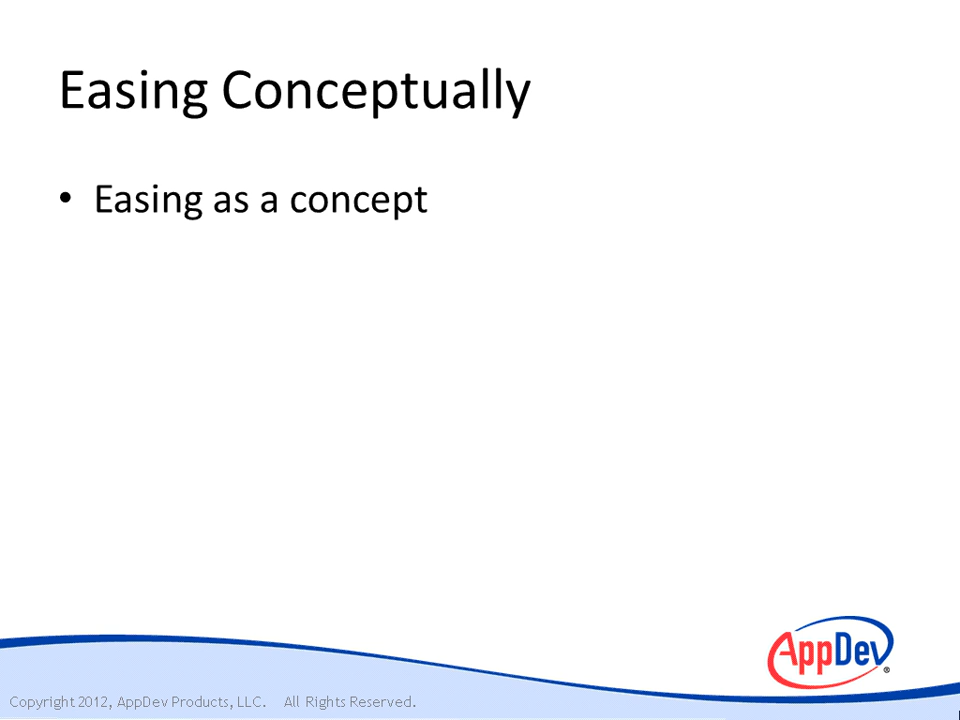 Easing Conceptually
• Easing as a concept
AppDev®
Copyright 2012, AppDev Products, LLC. All Rights Reserved.